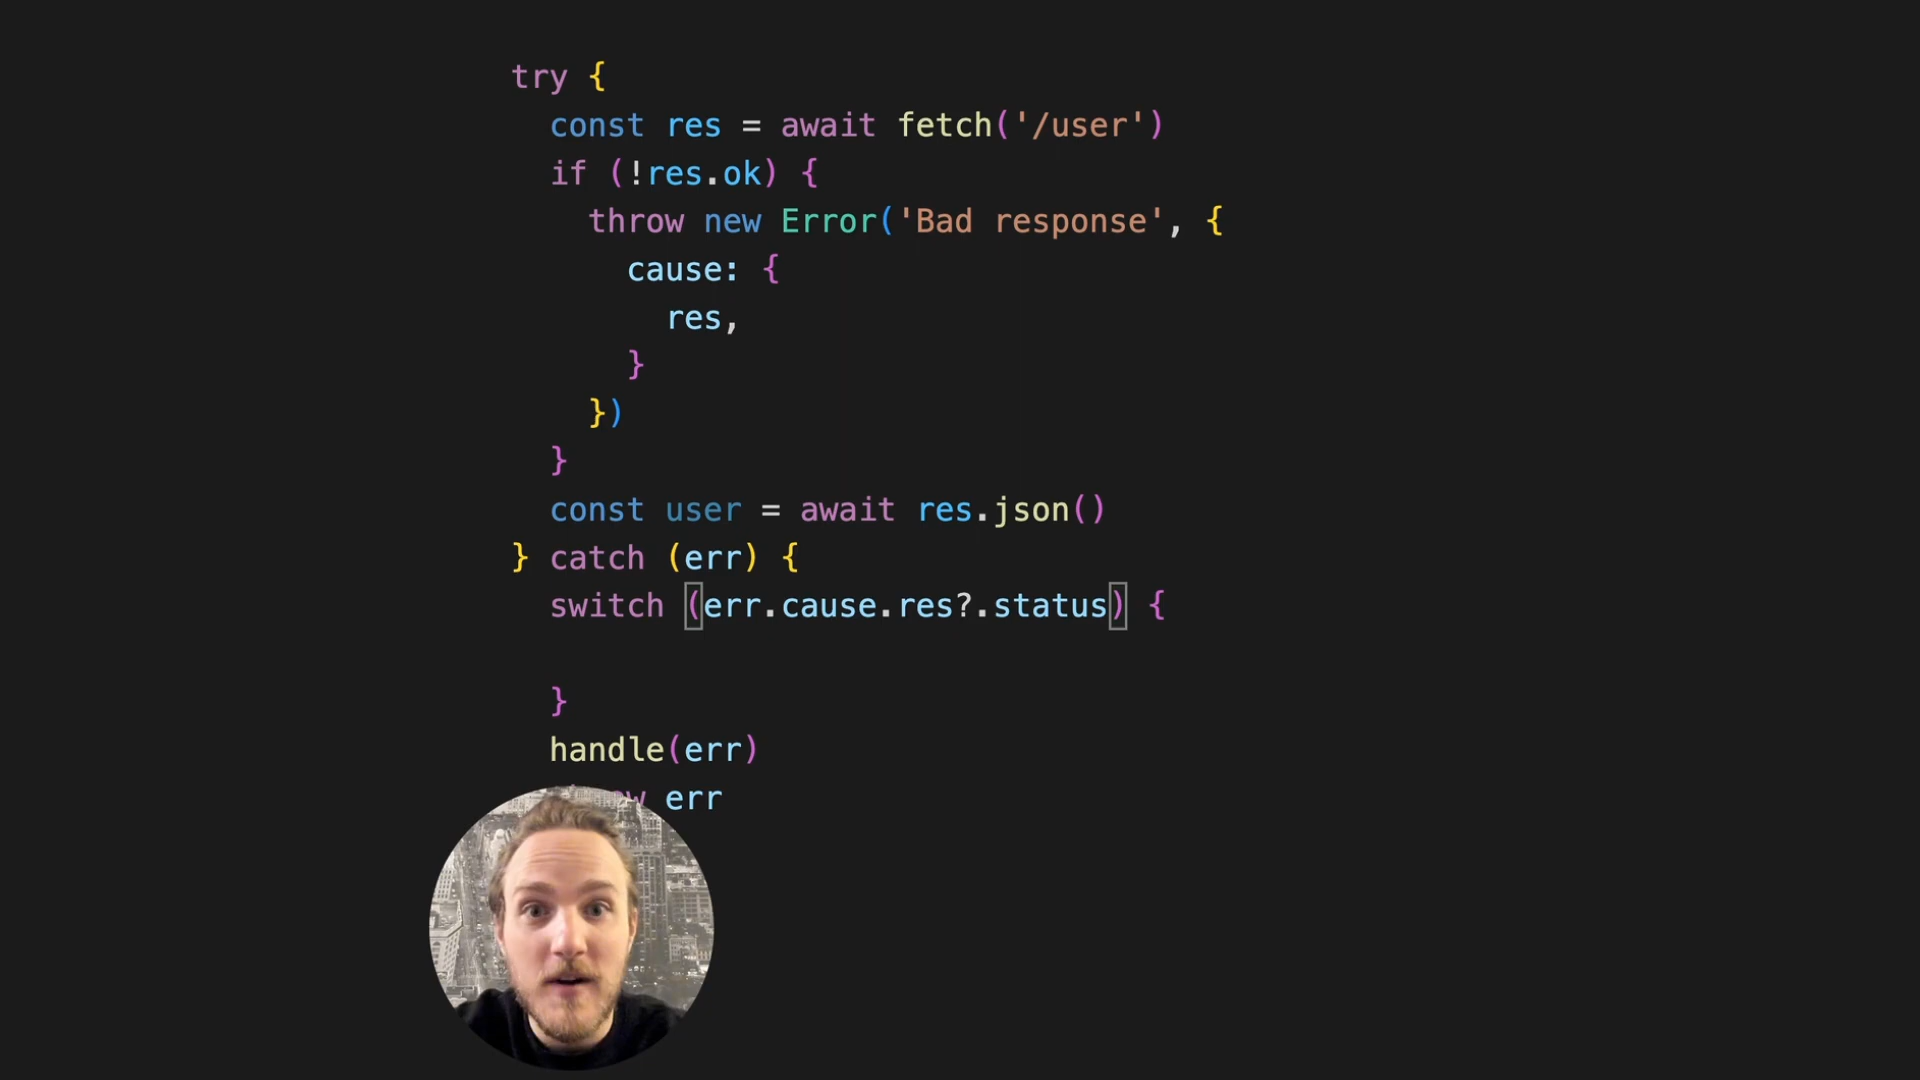 try {
const res = await fetch('/user')
if (!res.ok) {
throw new Error('Bad response', {
cause: {
res,
}
})
}
const user = await res.json()
} catch (err) {
switch (err.cause.res?.status) {
}
handle(err)
err